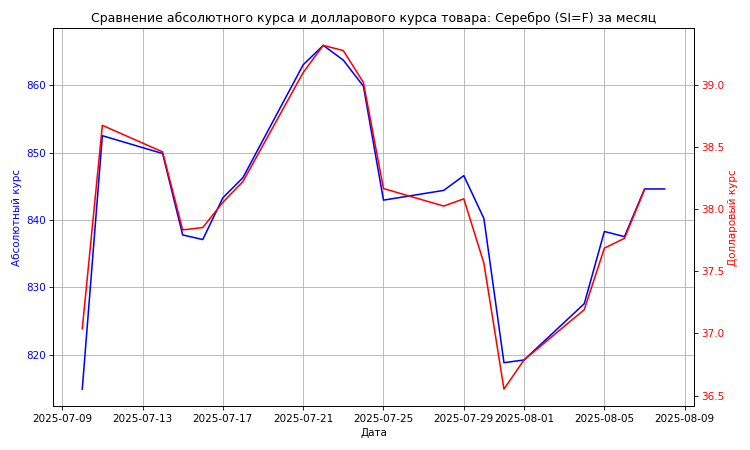 Сравнение абсолютного курса и долларового курса товара: Серебро (SI=F) за месяц
Абсолютный курс
860
850
840
830
820
39.0
38.5
38.0
37.5
37.0
36.5
Долларовый курс
2025-07-09 2025-07-13 2025-07-17 2025-07-21 2025-07-25 2025-07-29 2025-08-01 2025-08-05 2025-08-09
Дата